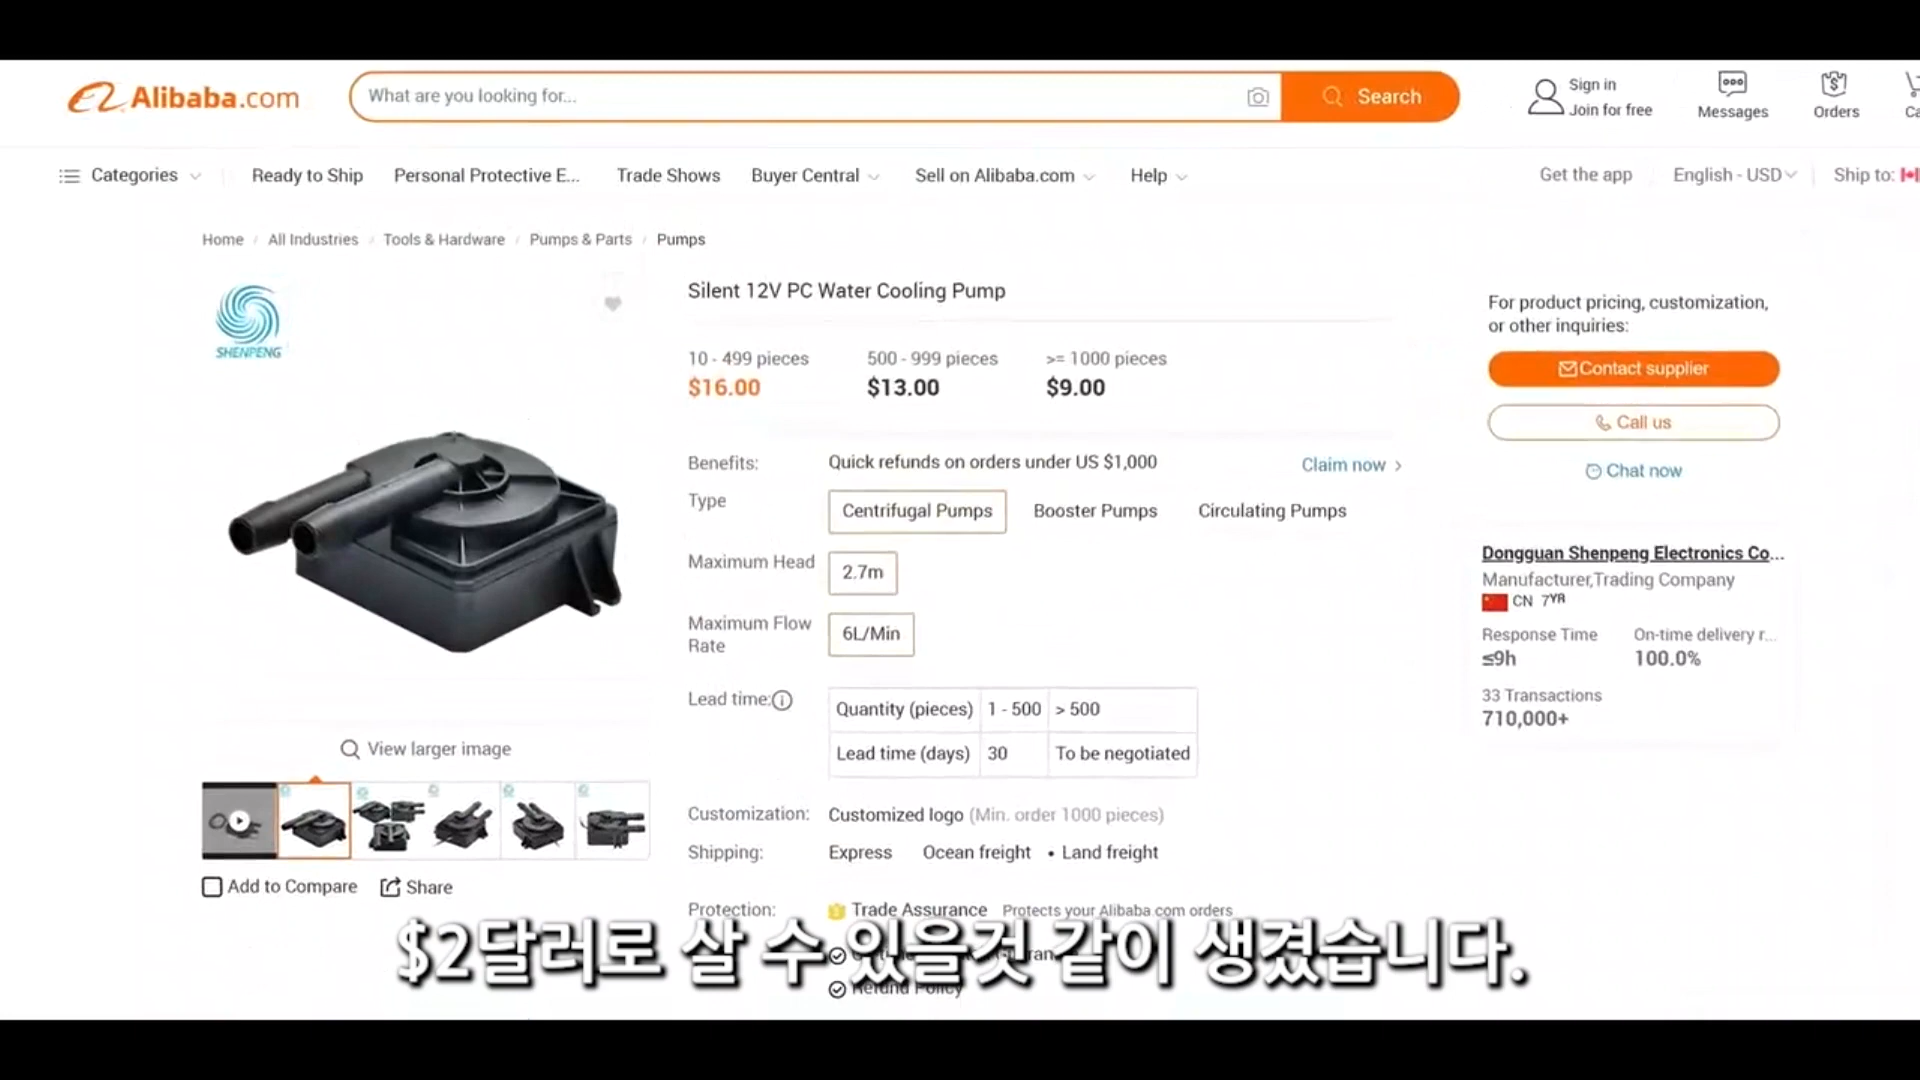 Alibaba.com
What are you looking for...
Search
Sign in
Join for free
Messages
Orders
Categories
Ready to Ship
Personal Protective E...
Trade Shows
Buyer Central
Sell on Alibaba.com
Help
Get the app
English - USD
Ship to:
Home / All Industries / Tools & Hardware / Pumps & Parts / Pumps
SHENPENG
Silent 12V PC Water Cooling Pump
10 - 499 pieces
$16.00
500 - 999 pieces
$13.00
>= 1000 pieces
$9.00
Benefits:
Quick refunds on orders under US $1,000
Claim now >
Type
Centrifugal Pumps
Booster Pumps
Circulating Pumps
Maximum Head
2.7m
Maximum Flow
Rate
6L/Min
Lead time:
Quantity (pieces) 1 - 500 > 500
Lead time (days) 30 To be negotiated
Customization:
Customized logo (Min. order 1000 pieces)
Shipping:
Express Ocean freight • Land freight
Protection:
Trade Assurance Protects your Alibaba.com orders
Refund Policy
View larger image
Add to Compare
Share
For product pricing, customization,
or other inquiries:
Contact supplier
Call us
Chat now
Dongguan Shenpeng Electronics Co...
Manufacturer,Trading Company
CN 7YR
Response Time
≤9h
On-time delivery r...
100.0%
33 Transactions
710,000+
$2달러로 살 수 있을것 같이 생겼습니다.